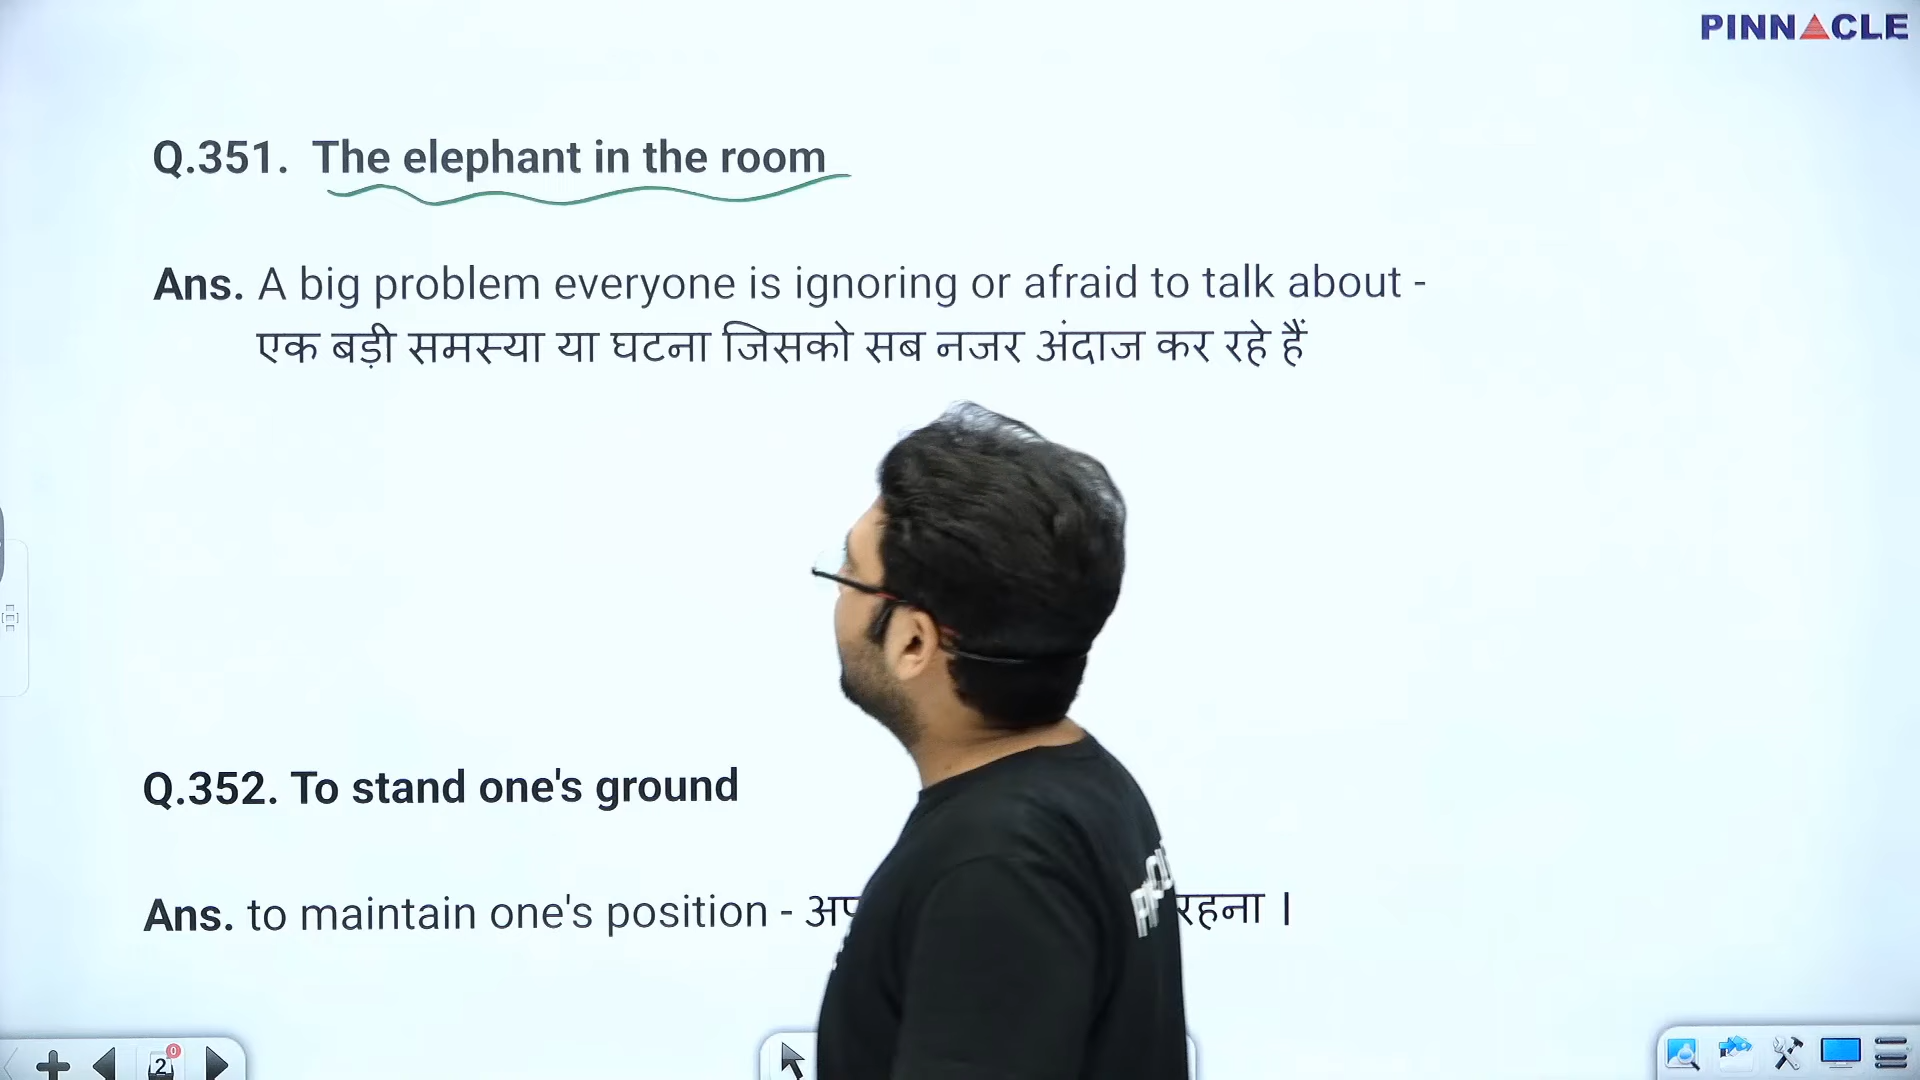 PINNACLE
Q.351. The elephant in the room
Ans. A big problem everyone is ignoring or afraid to talk about -
एक बड़ी समस्या या घटना जिसको सब नजर अंदाज कर रहे हैं
Q.352. To stand one's ground
Ans. to maintain one's position - रहना ।
2
0